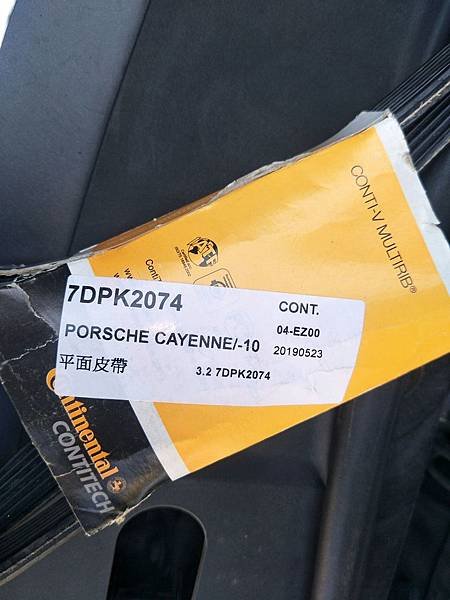 CONTI-V MULTIRIB®
7DPK2074
CONT.
PORSCHE CAYENNE/-10
04-EZ00
20190523
平面皮帶
3.2 7DPK2074
Continental
CONTITECH